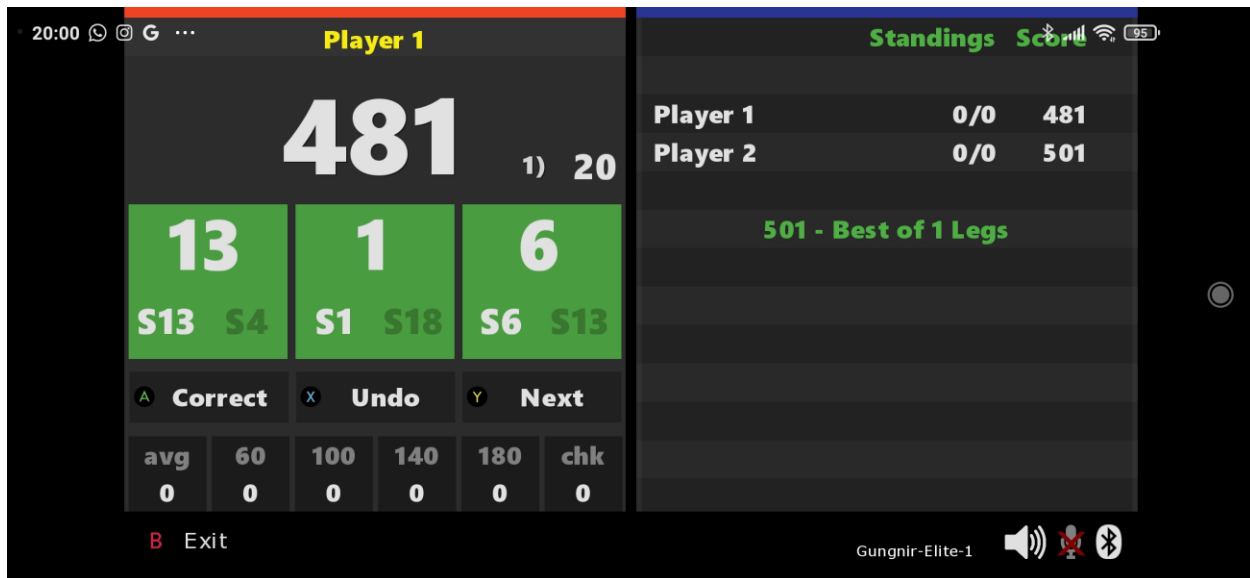 20:00 G ...
95
Player 1
481
1) 20
13 1 6
S13 S4 S1 S18 S6 S13
A Correct X Undo Y Next
avg 60 100 140 180 chk
0 0 0 0 0 0
B Exit
Standings Score
Player 1 0/0 481
Player 2 0/0 501
501 - Best of 1 Legs
Gungnir-Elite-1